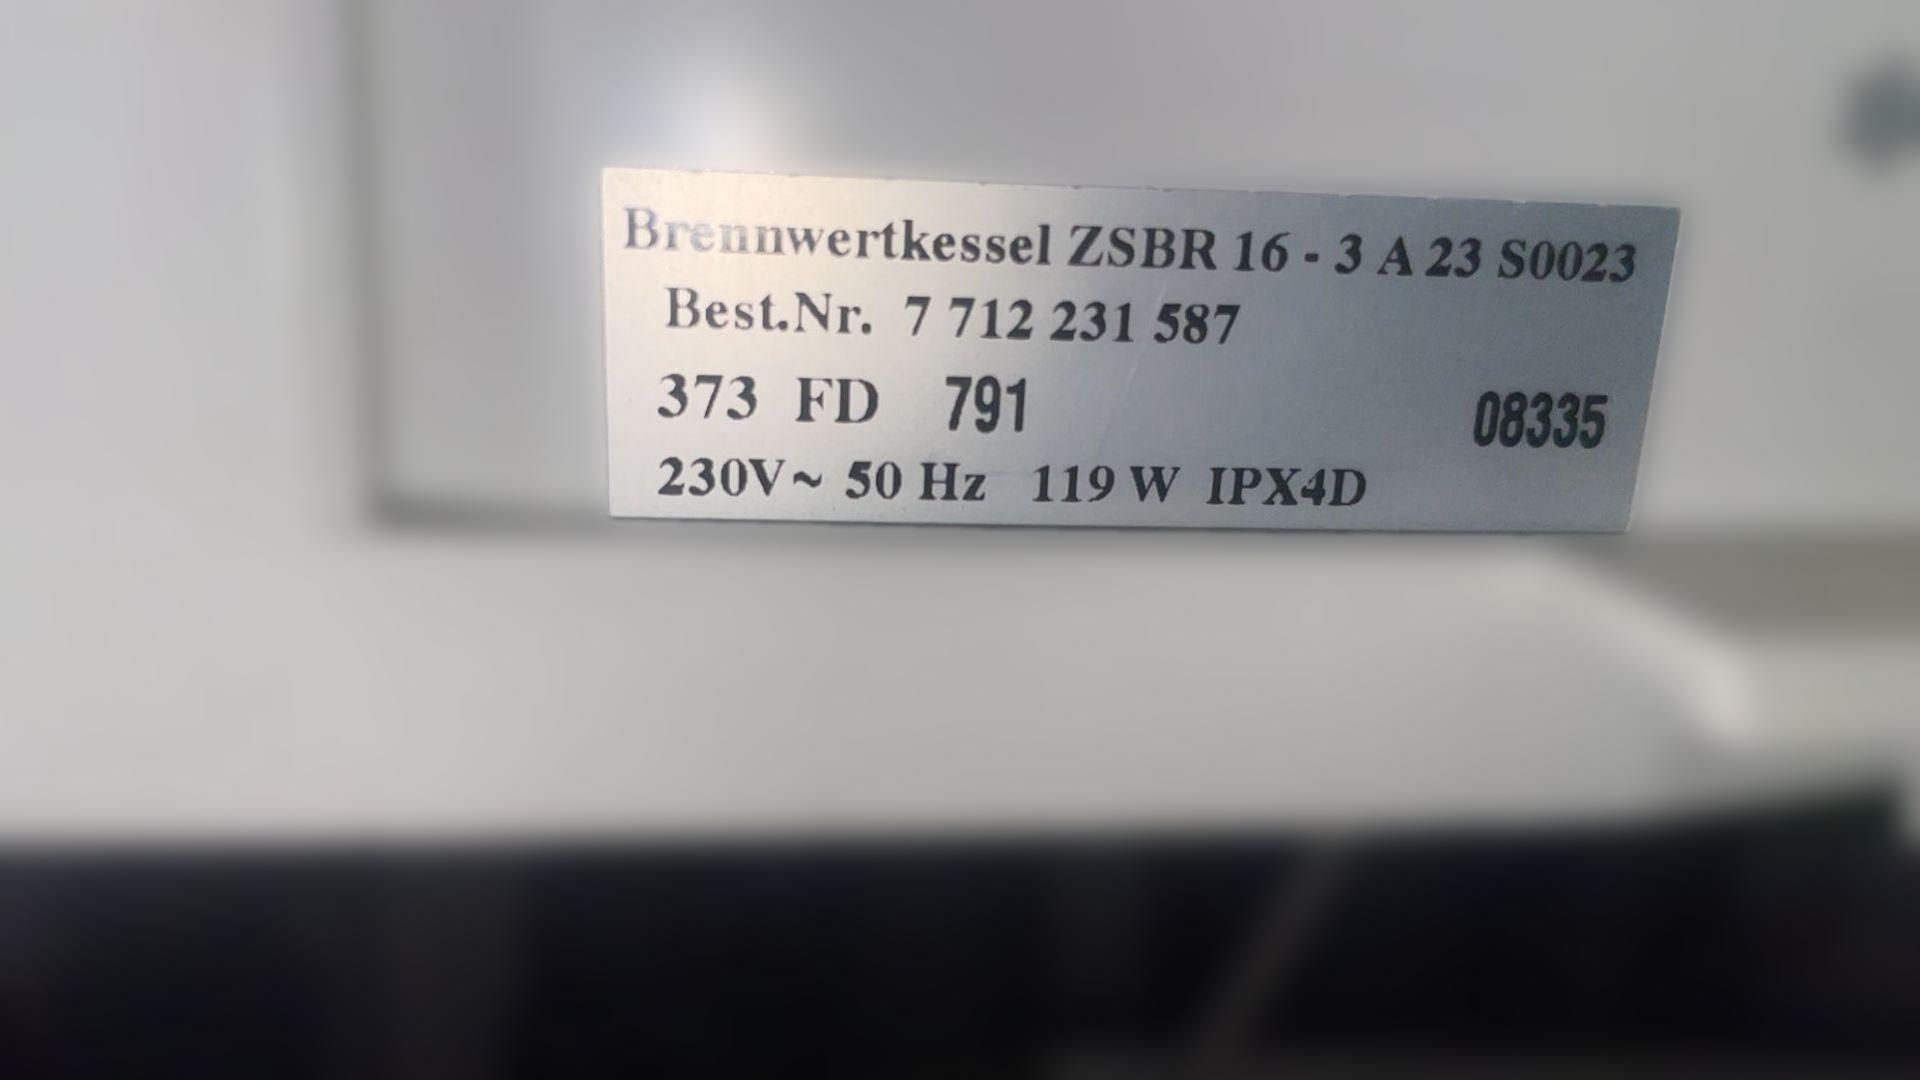 Brennwertkessel ZSBR 16 - 3 A 23 S0023
Best.Nr. 7 712 231 587
373 FD 791 08335
230V~ 50 Hz 119 W IPX4D